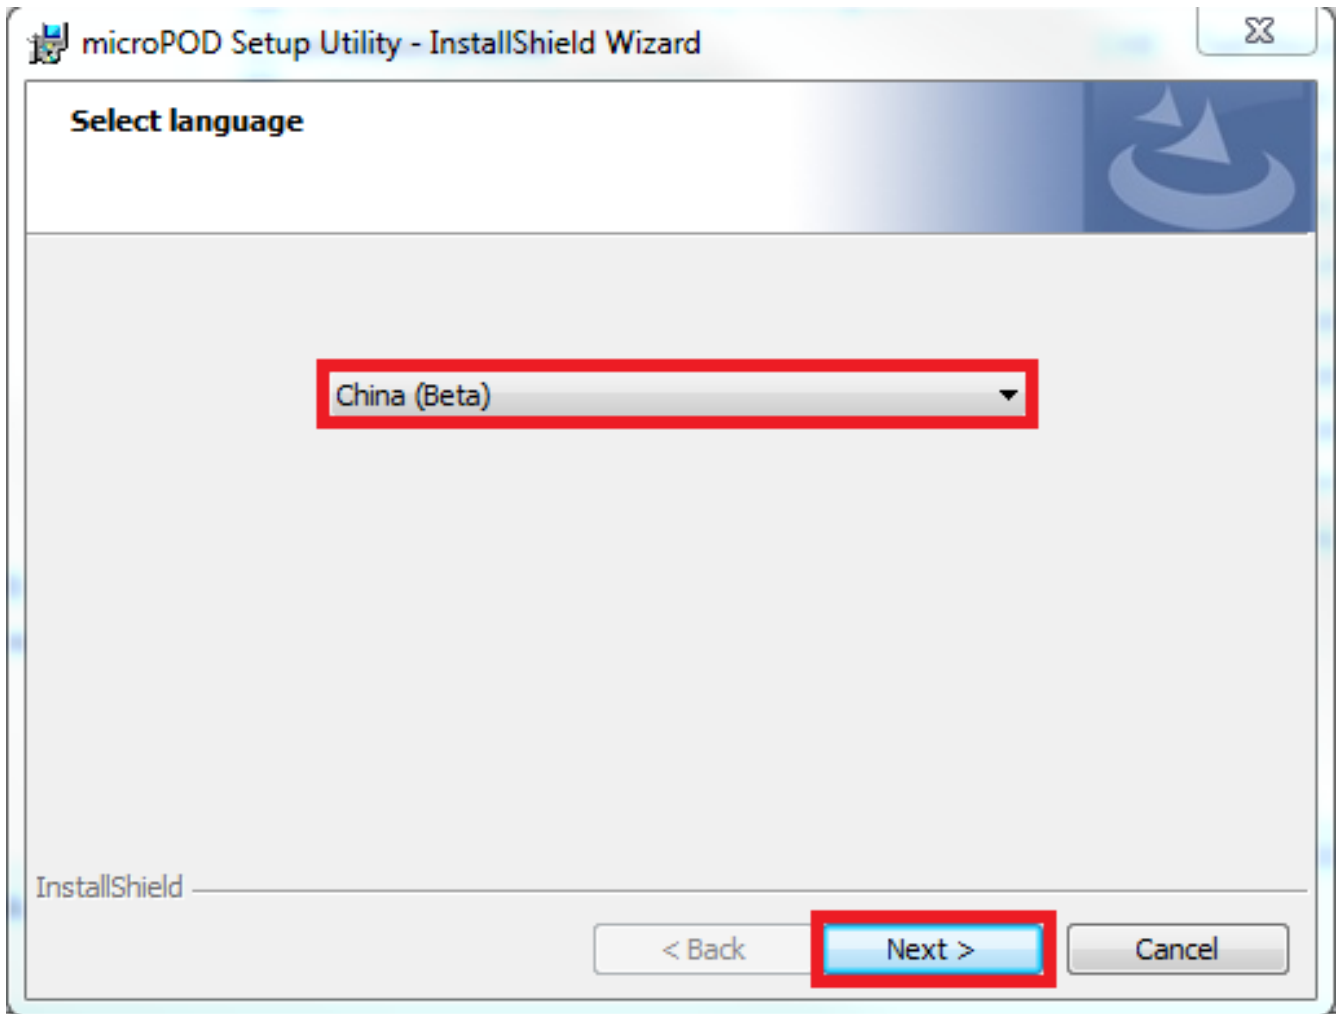 microPOD Setup Utility - InstallShield Wizard
Select language
China (Beta)
InstallShield
< Back
Next >
Cancel